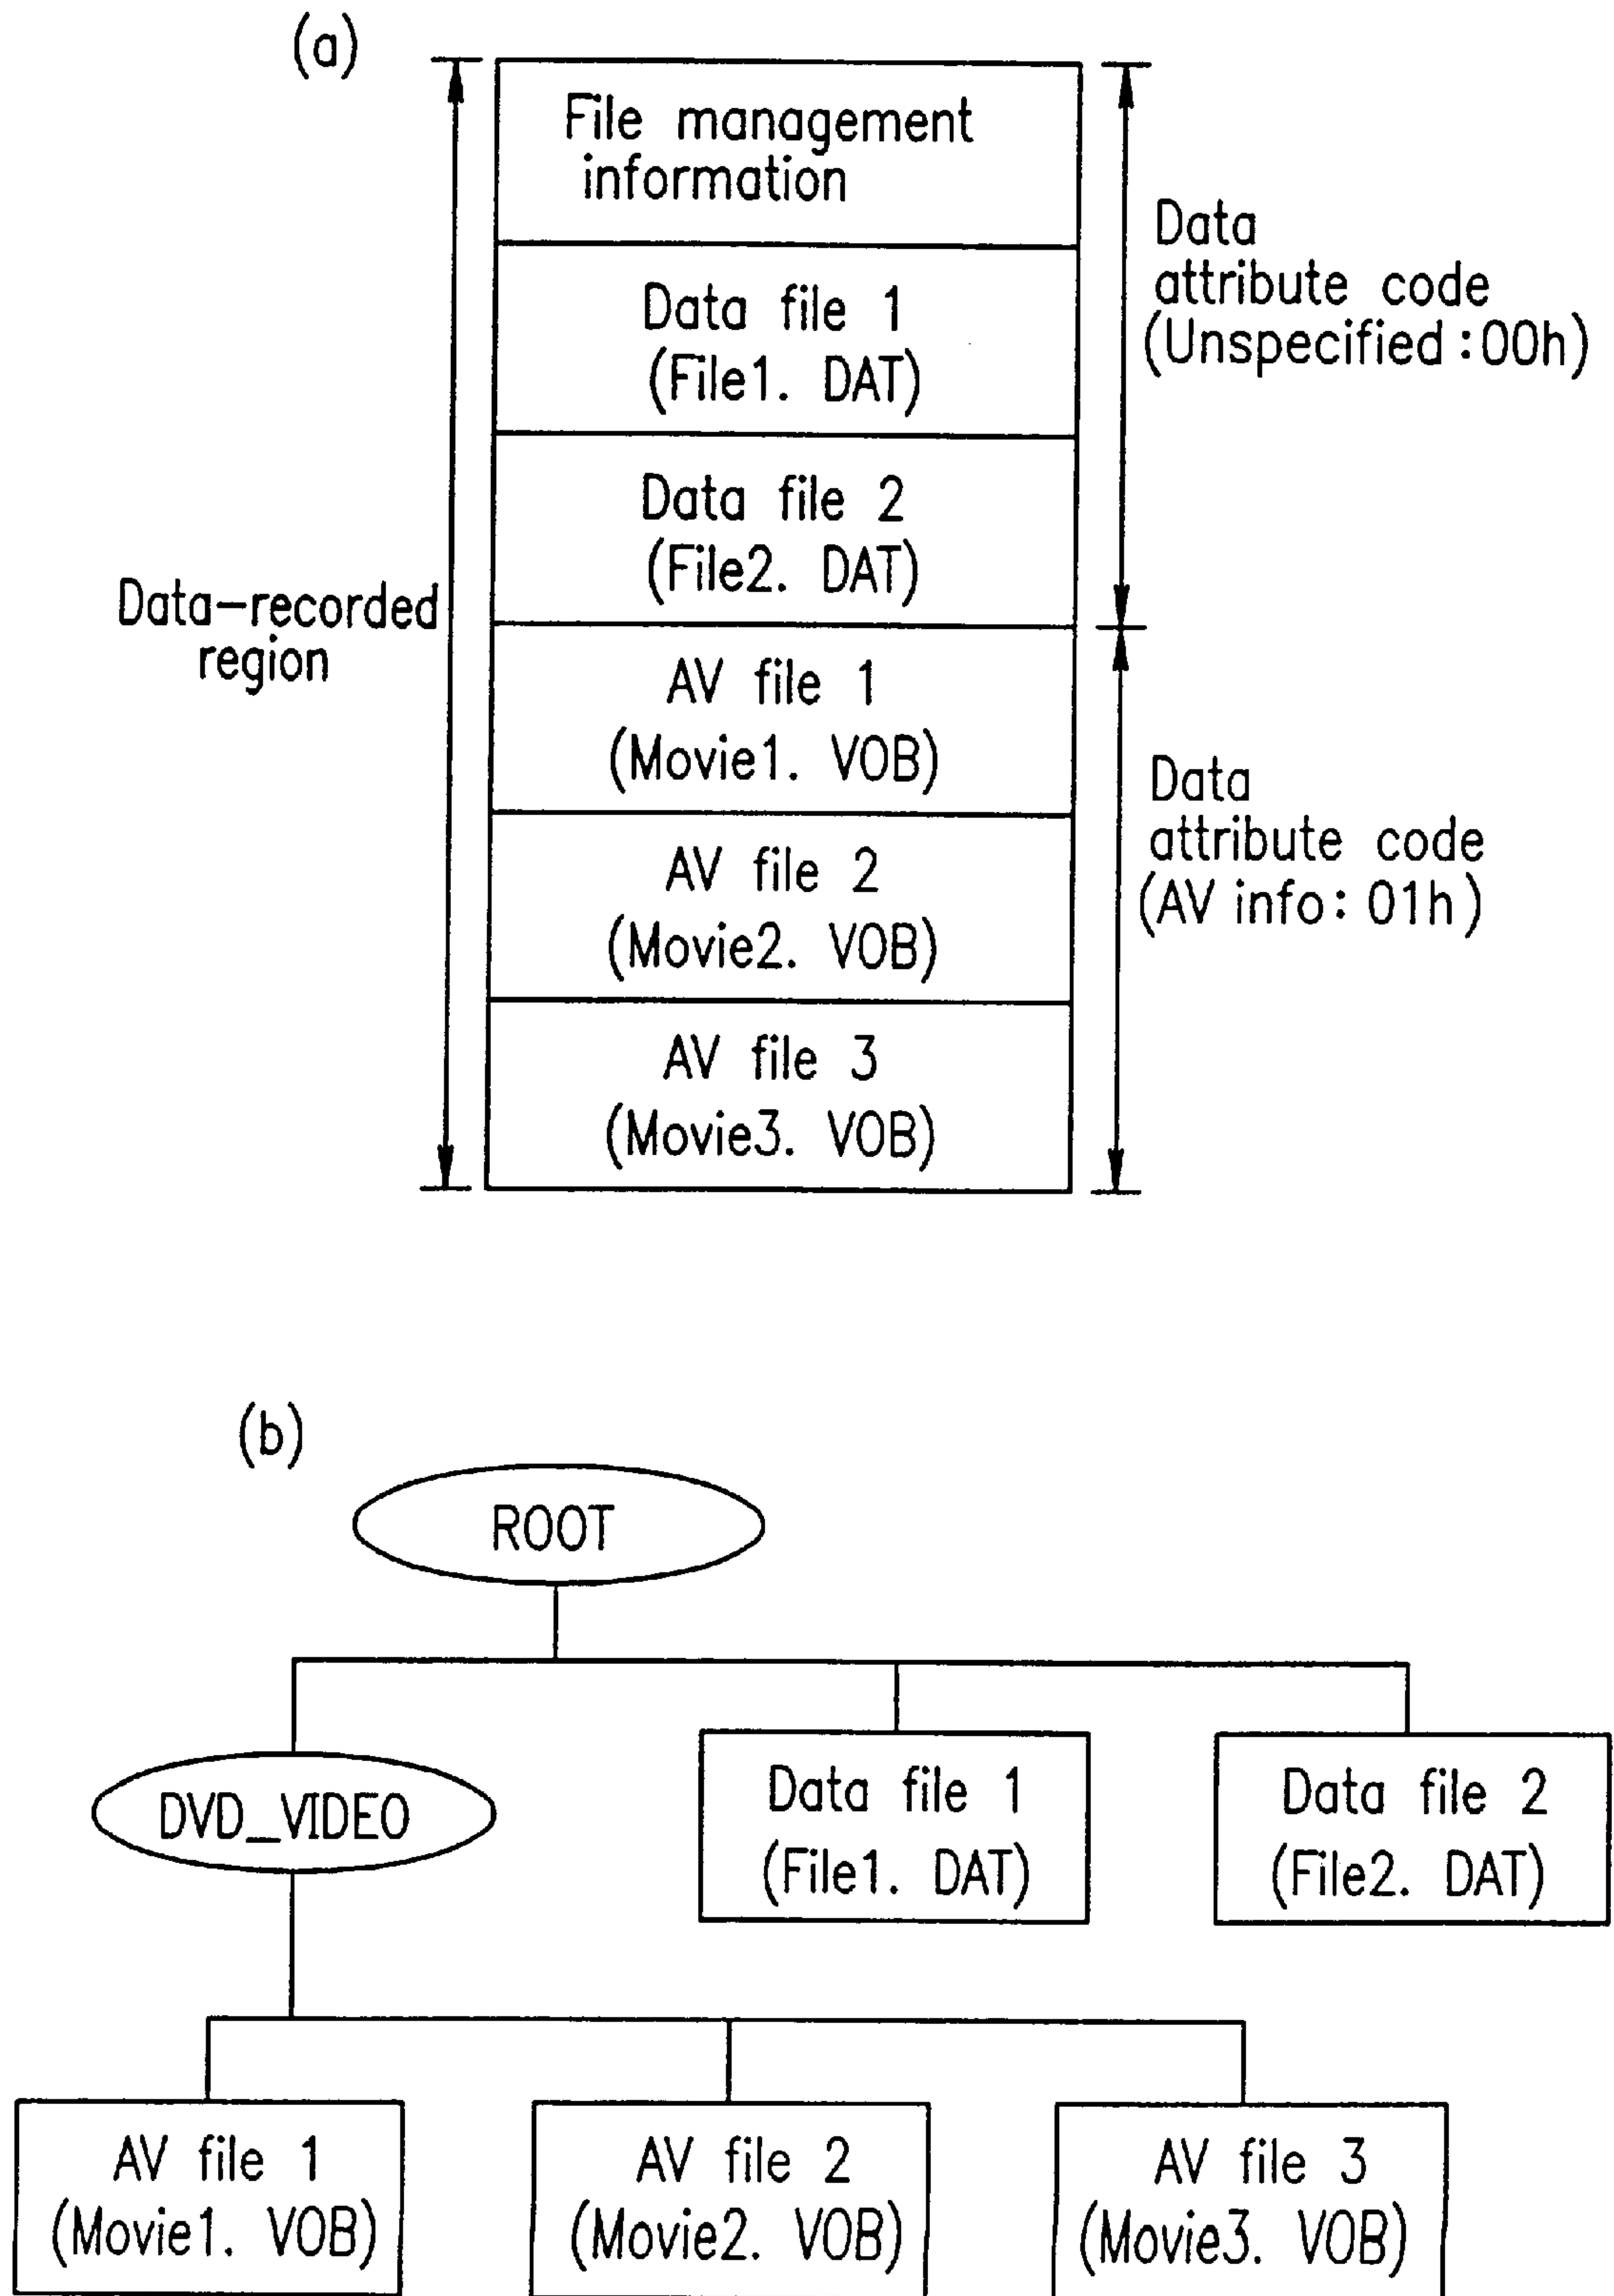 (a)
File management
information
Data file 1
(File1. DAT)
Data file 2
(File2. DAT)
AV file 1
(Movie1. VOB)
AV file 2
(Movie2. VOB)
AV file 3
(Movie3. VOB)
Data-recorded
region
Data
attribute code
(Unspecified:00h)
Data
attribute code
(AV info: 01h)
(b)
ROOT
DVD_VIDEO
Data file 1
(File1. DAT)
Data file 2
(File2. DAT)
AV file 1
(Movie1. VOB)
AV file 2
(Movie2. VOB)
AV file 3
(Movie3. VOB)